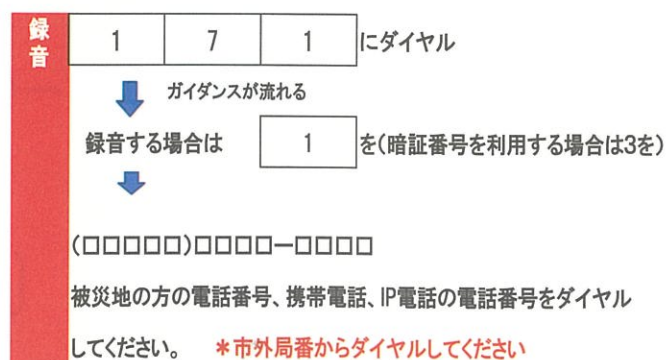 録音
1 7 1 にダイヤル
ガイダンスが流れる
録音する場合は 1 を(暗証番号を利用する場合は3を)
(□□□□□)□□□□－□□□□
被災地の方の電話番号、携帯電話、IP電話の電話番号をダイヤル
してください。 ＊市外局番からダイヤルしてください